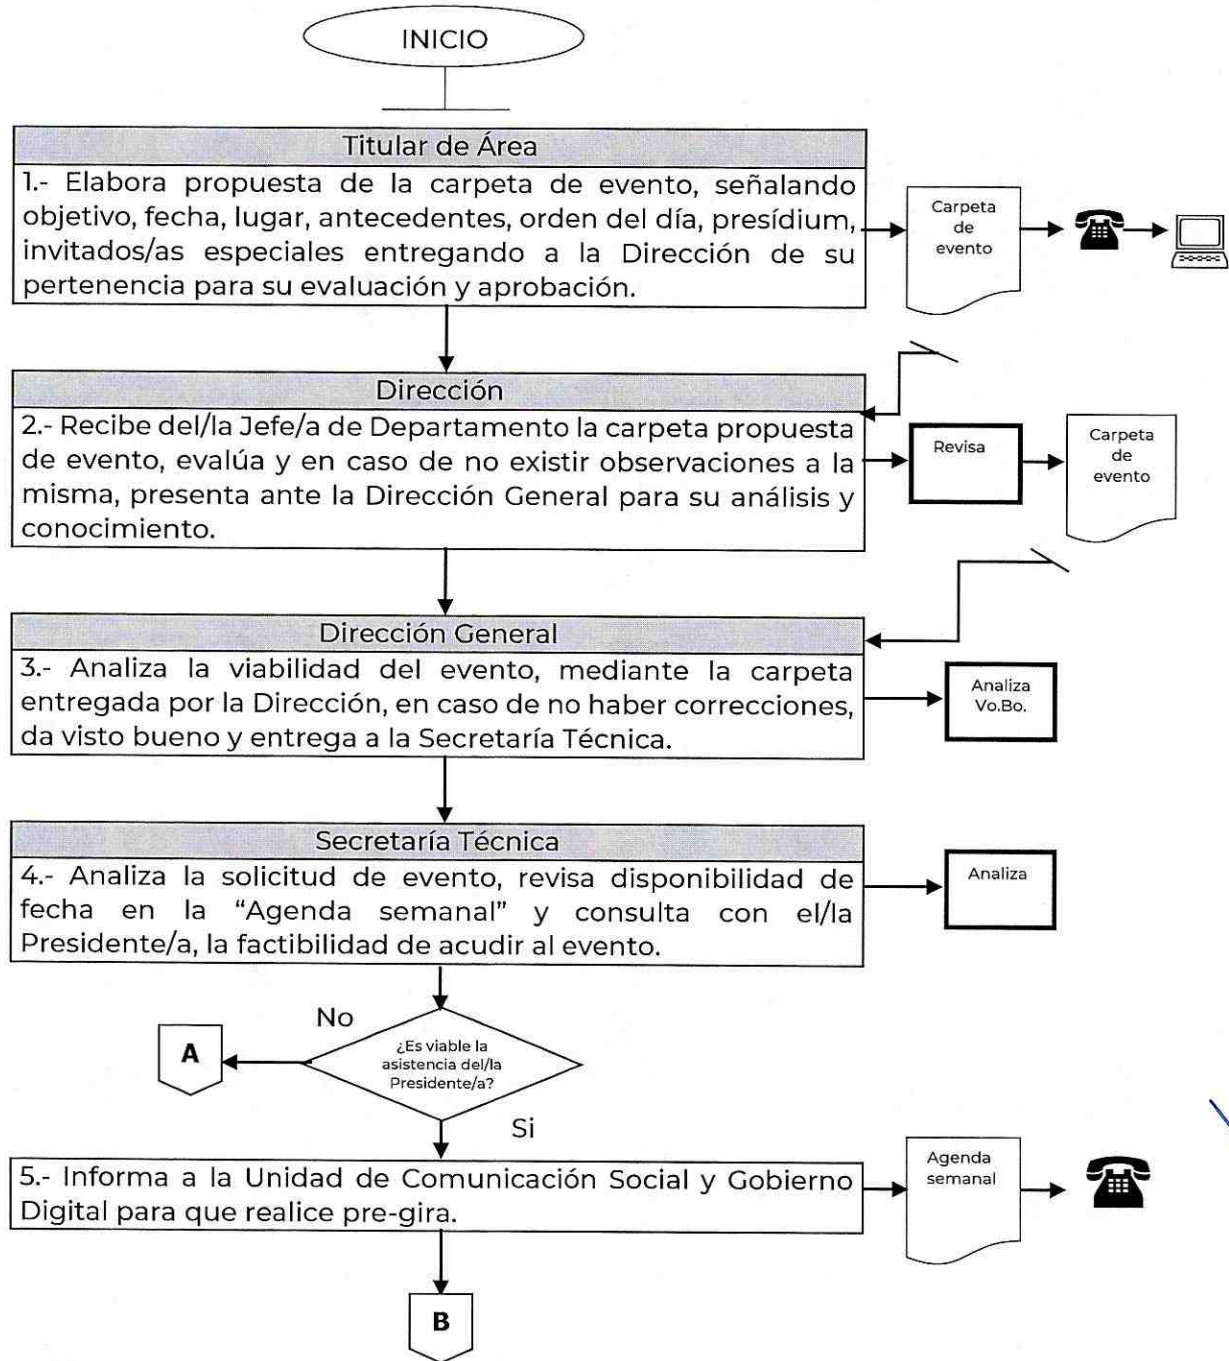 INICIO
Titular de Área
1.- Elabora propuesta de la carpeta de evento, señalando
objetivo, fecha, lugar, antecedentes, orden del día, presídium,
invitados/as especiales entregando a la Dirección de su
pertenencia para su evaluación y aprobación.
Carpeta
de
evento
Dirección
2.- Recibe del/la Jefe/a de Departamento la carpeta propuesta
de evento, evalúa y en caso de no existir observaciones a la
misma, presenta ante la Dirección General para su análisis y
conocimiento.
Revisa
Carpeta
de
evento
Dirección General
3.- Analiza la viabilidad del evento, mediante la carpeta
entregada por la Dirección, en caso de no haber correcciones,
da visto bueno y entrega a la Secretaría Técnica.
Analiza
Vo.Bo.
Secretaría Técnica
4.- Analiza la solicitud de evento, revisa disponibilidad de
fecha en la “Agenda semanal” y consulta con el/la
Presidente/a, la factibilidad de acudir al evento.
Analiza
No
A
¿Es viable la
asistencia del/la
Presidente/a?
Si
5.- Informa a la Unidad de Comunicación Social y Gobierno
Digital para que realice pre-gira.
Agenda
semanal
B